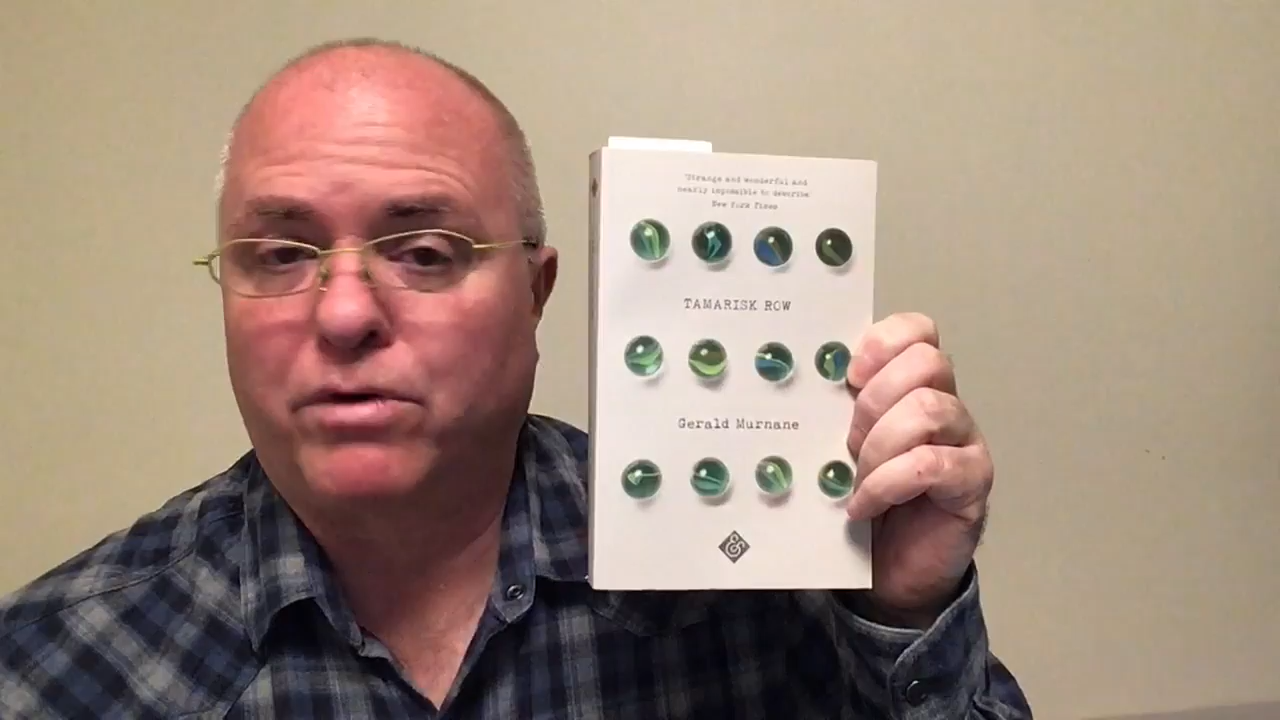 'Strange and wonderful and
nearly impossible to describe'
New York Times
TAMARISK ROW
Gerald Murnane
&